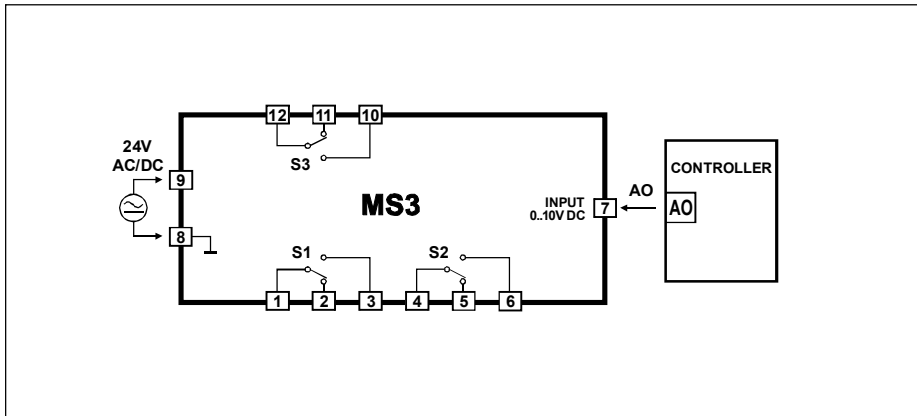 12 11 10
24V
AC/DC
S3
CONTROLLER
9
MS3
INPUT
0..10V DC
7
AO
AO
8
S1
S2
1 2 3 4 5 6